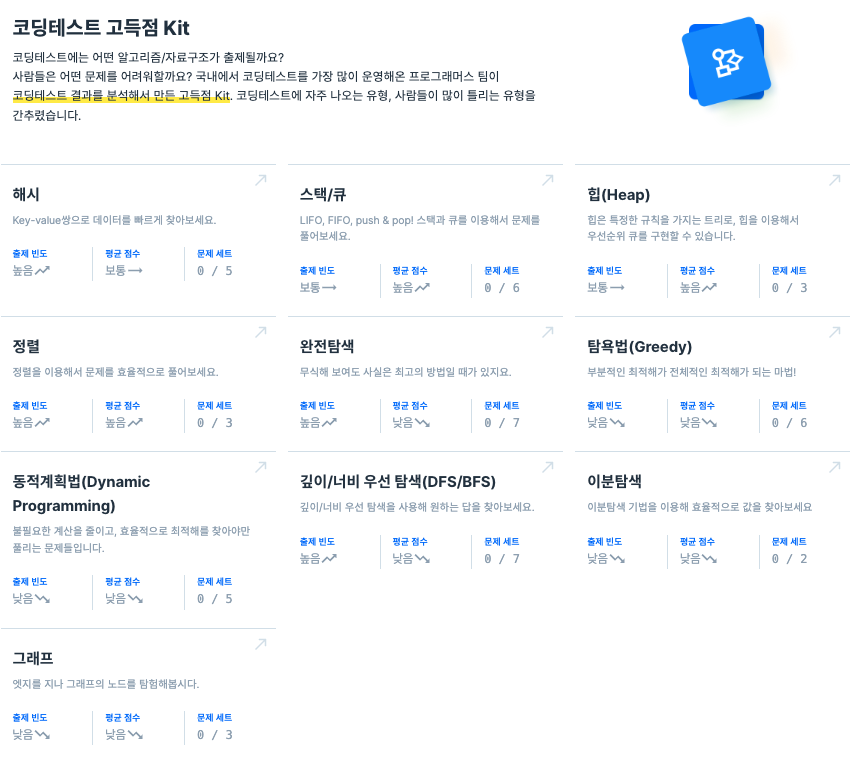 코딩테스트 고득점 Kit
코딩테스트에는 어떤 알고리즘/자료구조가 출제될까요?
사람들은 어떤 문제를 어려워할까요? 국내에서 코딩테스트를 가장 많이 운영해온 프로그래머스 팀이
코딩테스트 결과를 분석해서 만든 고득점 Kit. 코딩테스트에 자주 나오는 유형, 사람들이 많이 틀리는 유형을
간추렸습니다.
해시
Key-value쌍으로 데이터를 빠르게 찾아보세요.
출제 빈도 평균 점수 문제 세트
높음 보통 0 / 5
스택/큐
LIFO, FIFO, push & pop! 스택과 큐를 이용해서 문제를
풀어보세요.
출제 빈도 평균 점수 문제 세트
보통 높음 0 / 6
힙(Heap)
힙은 특정한 규칙을 가지는 트리로, 힙을 이용해서
우선순위 큐를 구현할 수 있습니다.
출제 빈도 평균 점수 문제 세트
보통 높음 0 / 3
정렬
정렬을 이용해서 문제를 효율적으로 풀어보세요.
출제 빈도 평균 점수 문제 세트
높음 높음 0 / 3
완전탐색
무식해 보여도 사실은 최고의 방법일 때가 있지요.
출제 빈도 평균 점수 문제 세트
높음 낮음 0 / 7
탐욕법(Greedy)
부분적인 최적해가 전체적인 최적해가 되는 마법!
출제 빈도 평균 점수 문제 세트
낮음 낮음 0 / 6
동적계획법(Dynamic
Programming)
불필요한 계산을 줄이고, 효율적으로 최적해를 찾아야만
풀리는 문제들입니다.
출제 빈도 평균 점수 문제 세트
낮음 낮음 0 / 5
깊이/너비 우선 탐색(DFS/BFS)
깊이/너비 우선 탐색을 사용해 원하는 답을 찾아보세요.
출제 빈도 평균 점수 문제 세트
높음 낮음 0 / 7
이분탐색
이분탐색 기법을 이용해 효율적으로 값을 찾아보세요
출제 빈도 평균 점수 문제 세트
낮음 낮음 0 / 2
그래프
엣지를 지나 그래프의 노드를 탐험해봅시다.
출제 빈도 평균 점수 문제 세트
낮음 낮음 0 / 3